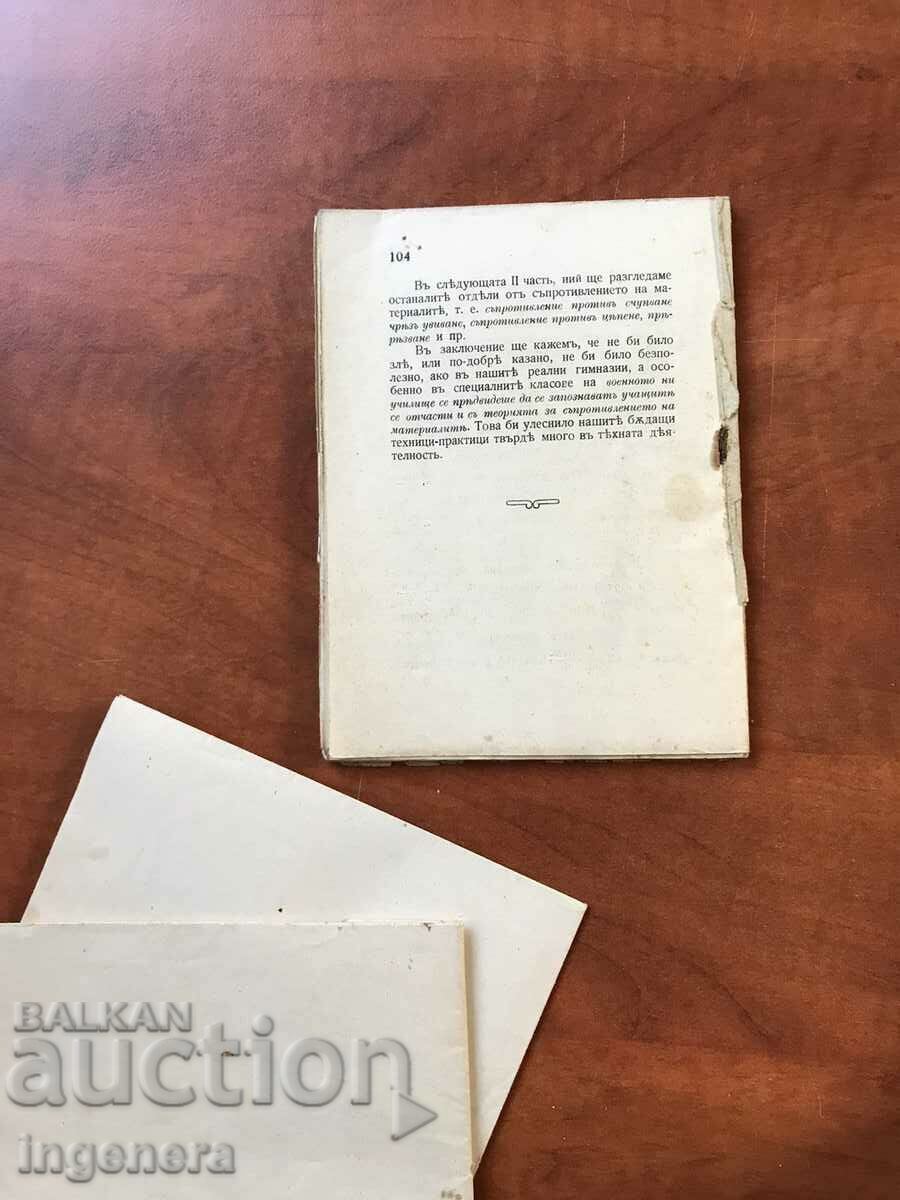 104
Въ слѣдующята II часть, ний ще разгледаме
останалитѣ отдѣли отъ съпротивлението на ма-
териалитѣ, т. е. съпротивление противъ счупване
чрѣзъ увиване, съпротивление противъ цѣпене, прѣ-
рѣзване и пр.
Въ заключение ще кажемъ, че не би било
злѣ, или по-добрѣ казано, не би било безпо-
лезно, ако въ нашитѣ реални гимназии, а осо-
бенно въ специалнитѣ класове на военното ни
училище се прѣдвидеше да се запознаватъ учащитѣ
се отчасти и съ теорията за съпротивлението на
материалитѣ. Това би улеснило нашитѣ бѫдащи
техници-практици твърдѣ много въ тѣхната дѣя-
телность.
BALKAN
auction
ingenera